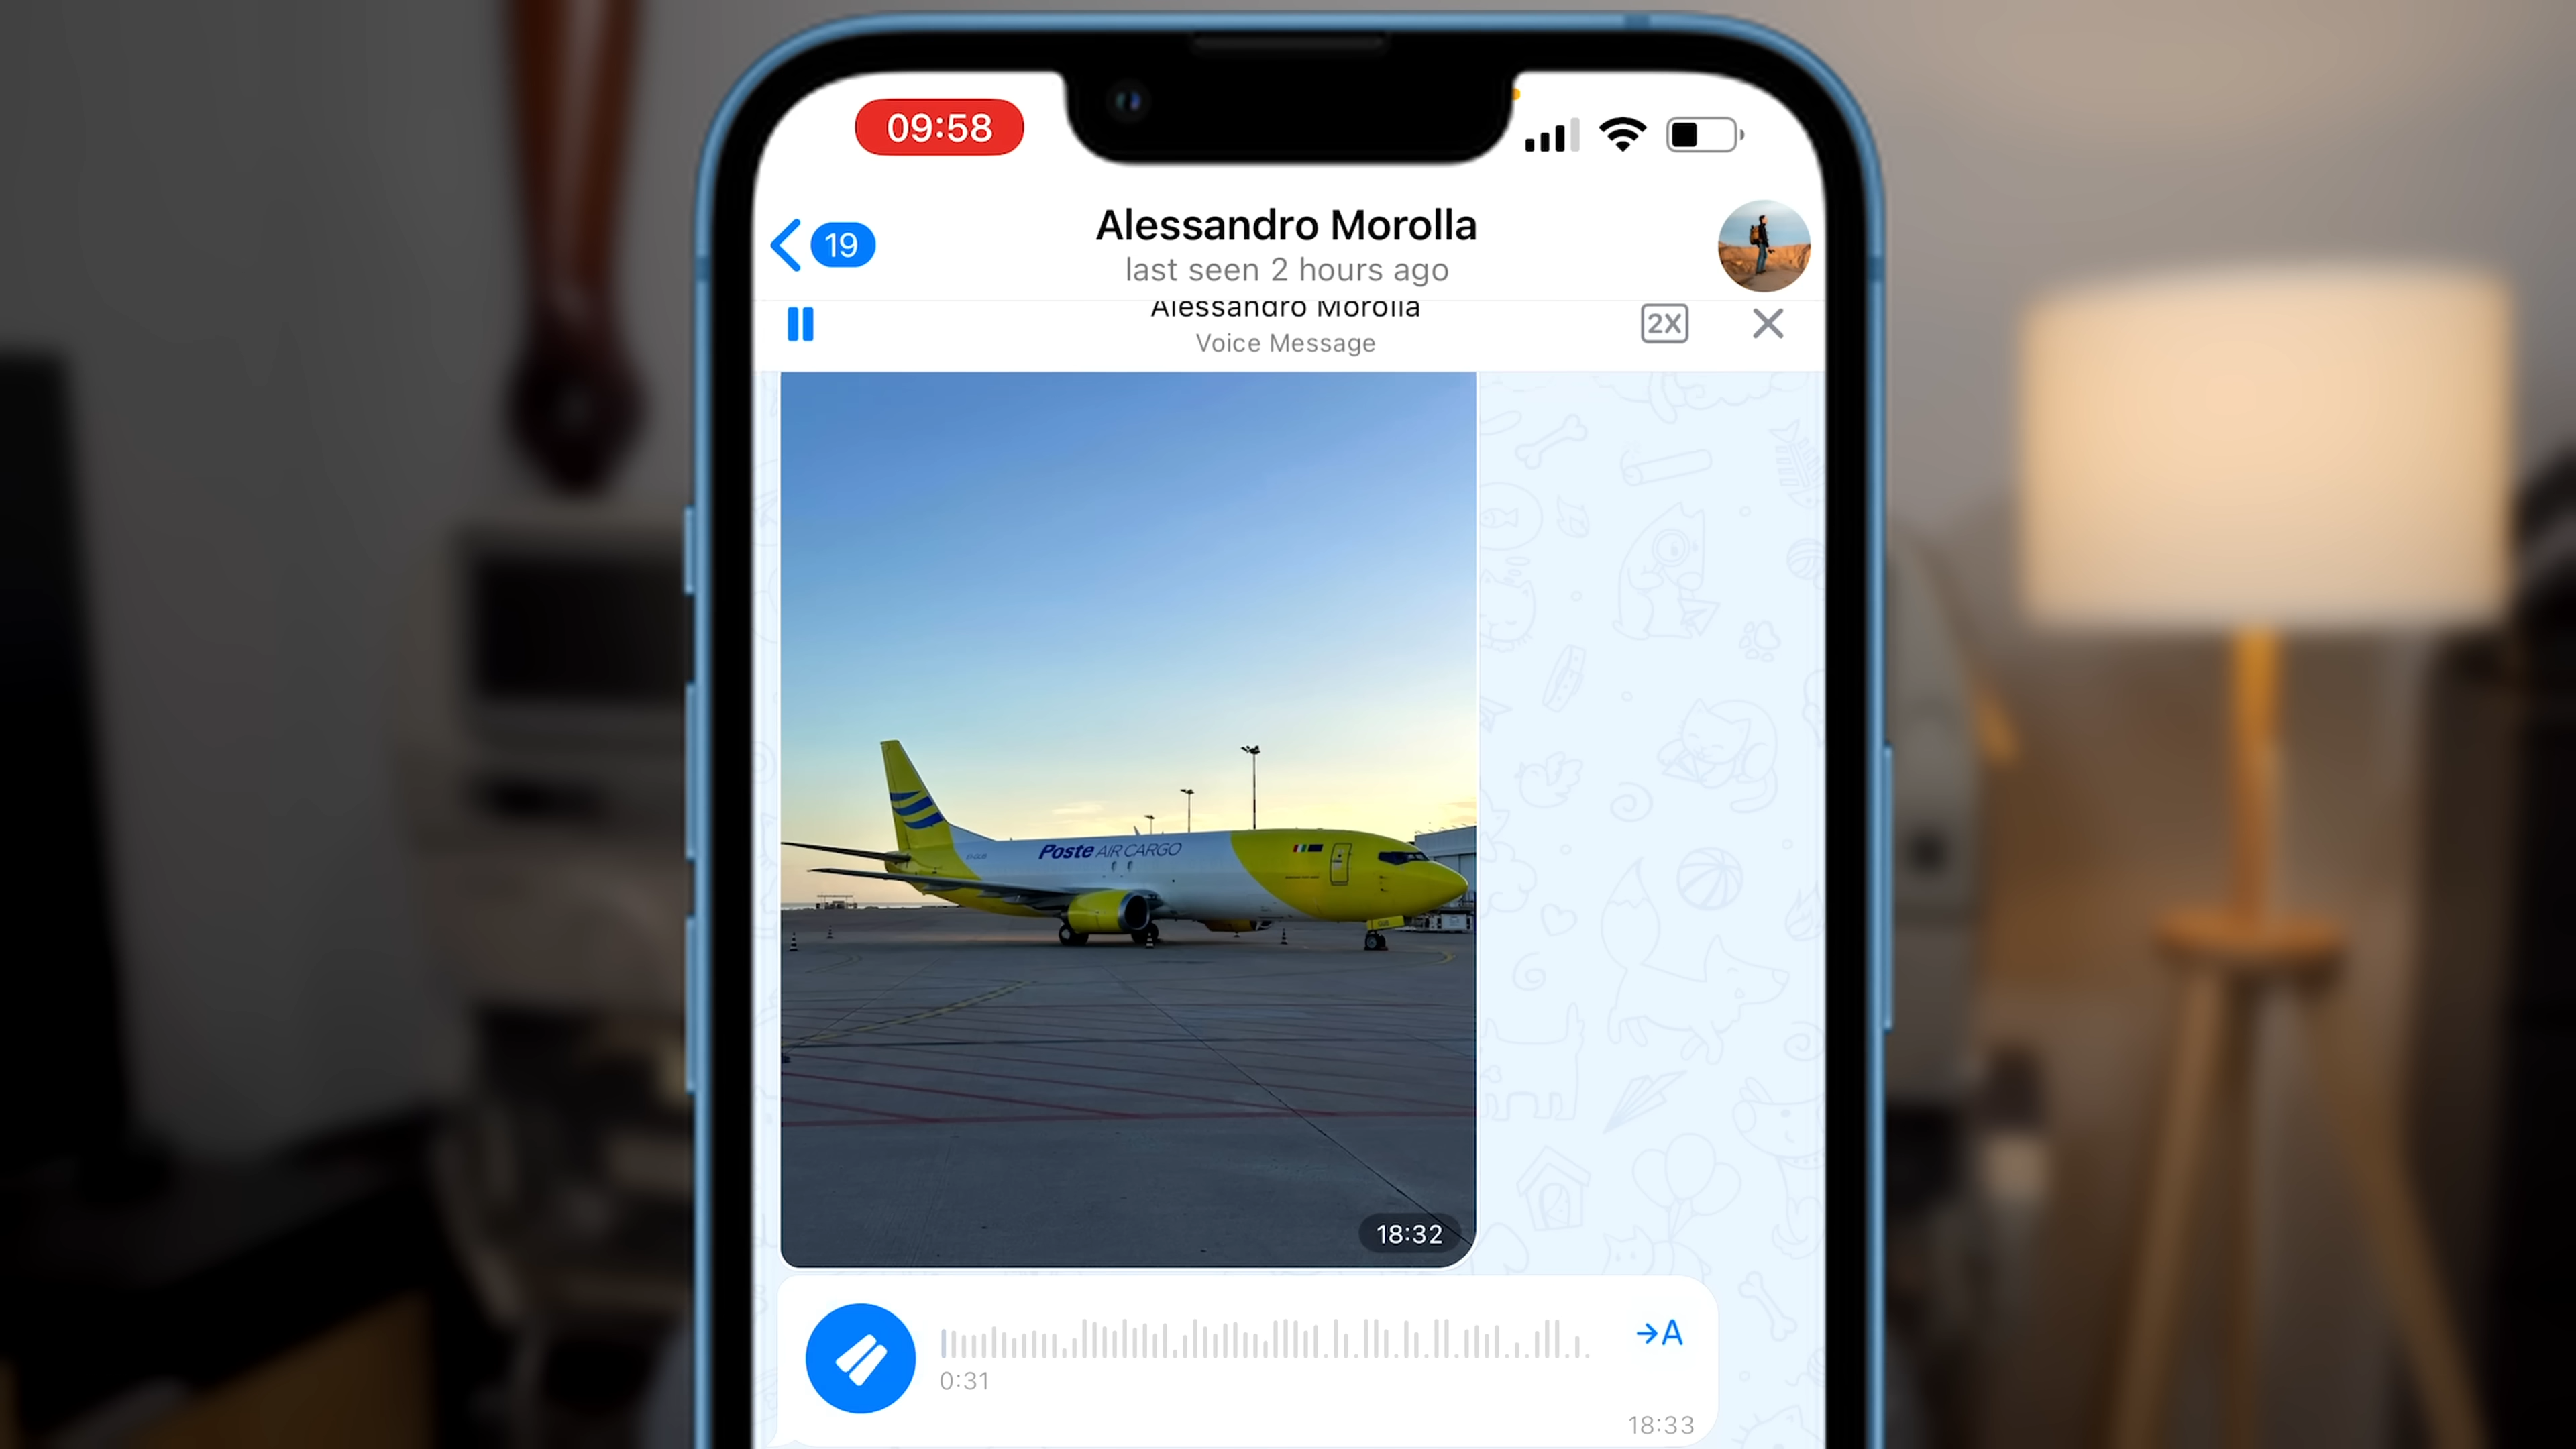 09:58
19
Alessandro Morolla
last seen 2 hours ago
Alessandro Morolla
Voice Message
2X
Poste AIR CARGO
18:32
→A
0:31
18:33